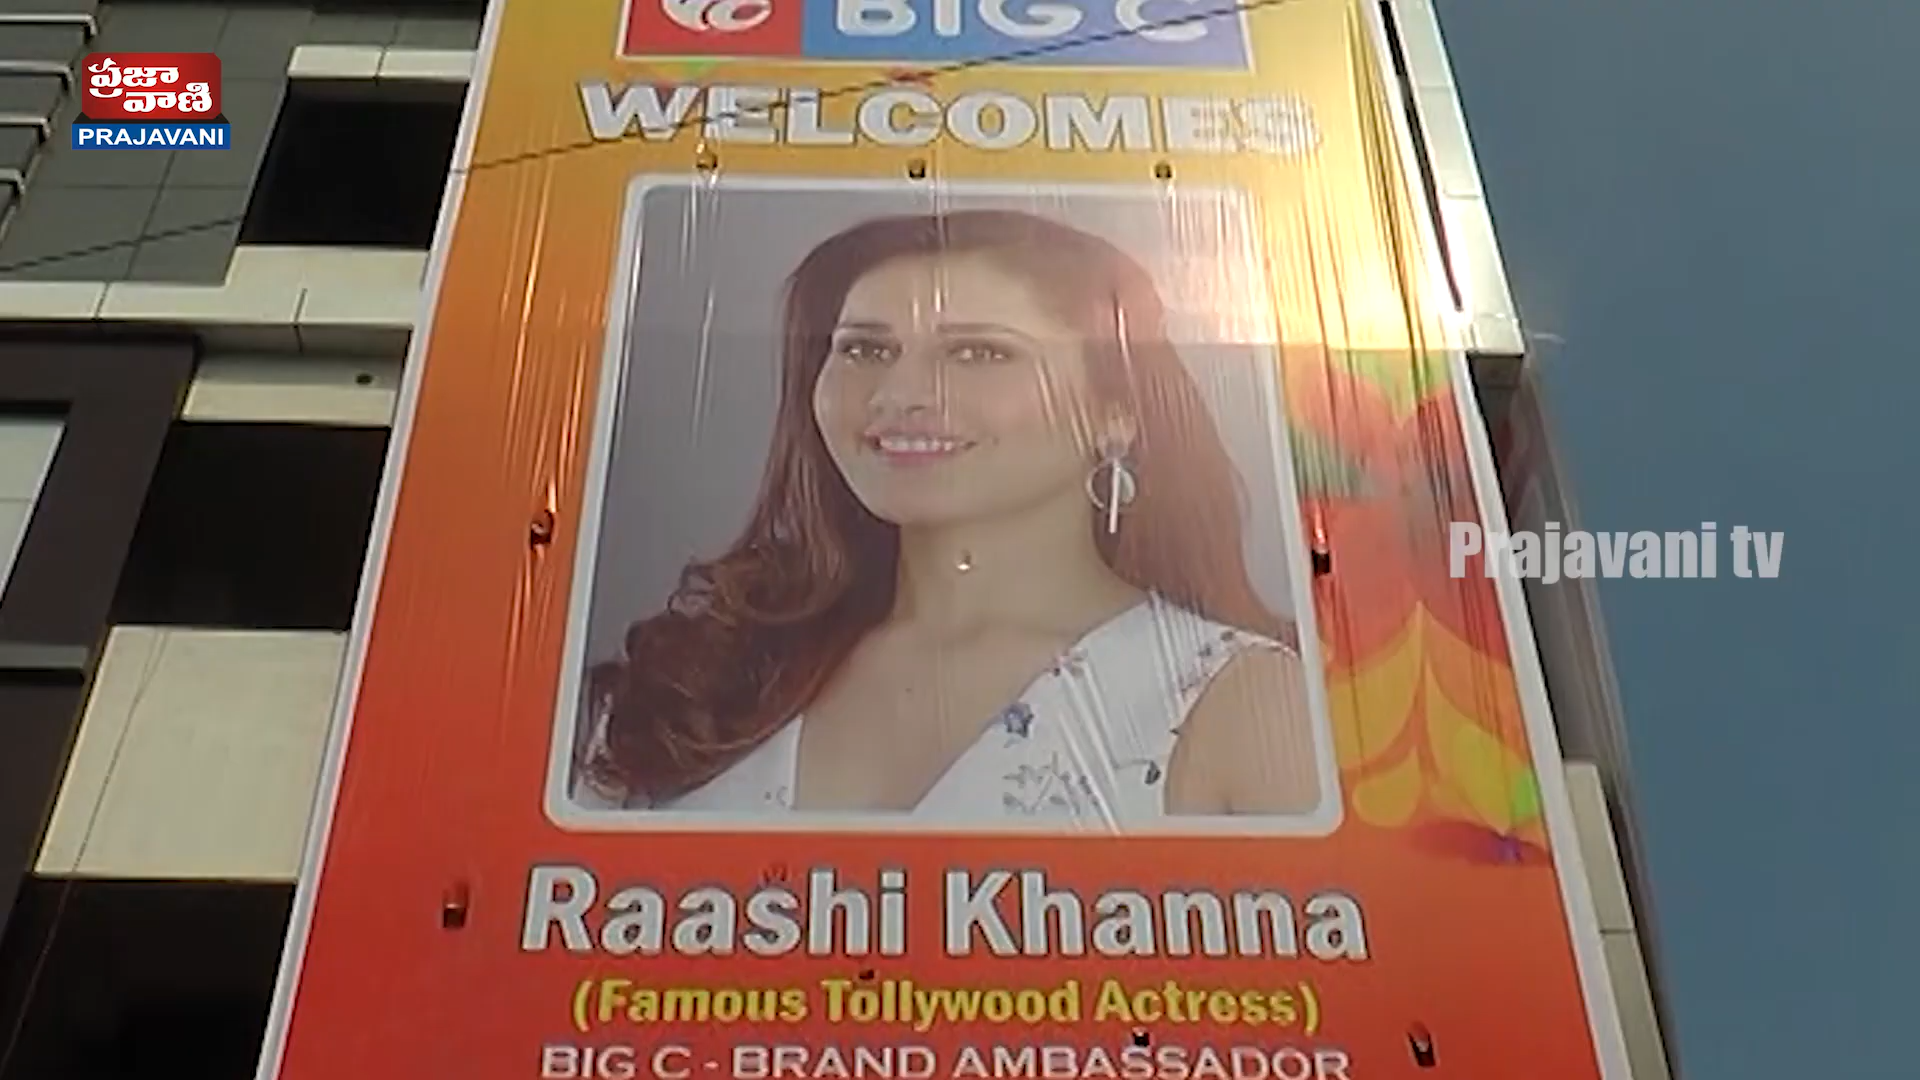 BIG C
ప్రజా
వాణి
PRAJAVANI
WELCOMES
Prajavani tv
Raashi Khanna
(Famous Tollywood Actress)
BIG C - BRAND AMBASSADOR